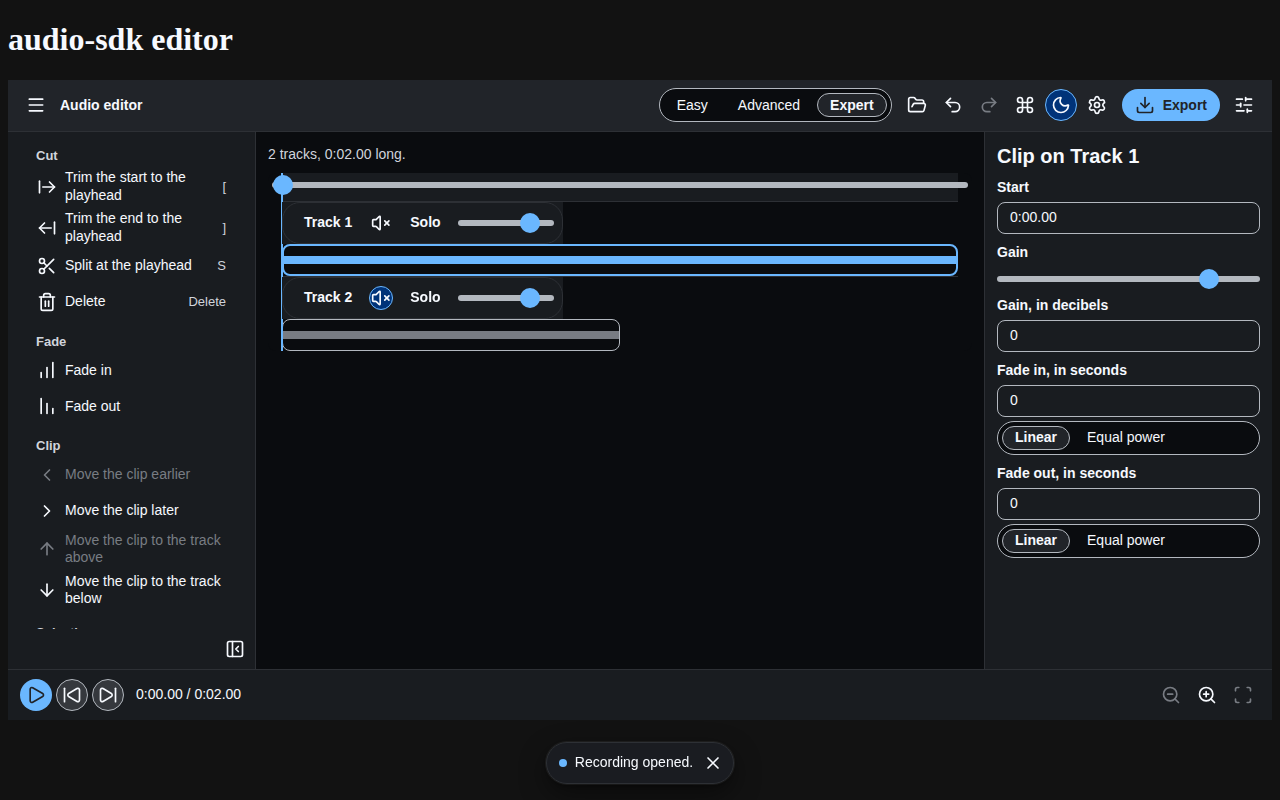 audio-sdk editor
Audio editor
Easy Advanced Expert
Export
Cut
Trim the start to the playhead [
Trim the end to the playhead ]
Split at the playhead S
Delete Delete
Fade
Fade in
Fade out
Clip
Move the clip earlier
Move the clip later
Move the clip to the track above
Move the clip to the track below
2 tracks, 0:02.00 long.
Track 1 Solo
Track 2 Solo
Clip on Track 1
Start
0:00.00
Gain
Gain, in decibels
0
Fade in, in seconds
0
Linear Equal power
Fade out, in seconds
0
Linear Equal power
0:00.00 / 0:02.00
Recording opened.